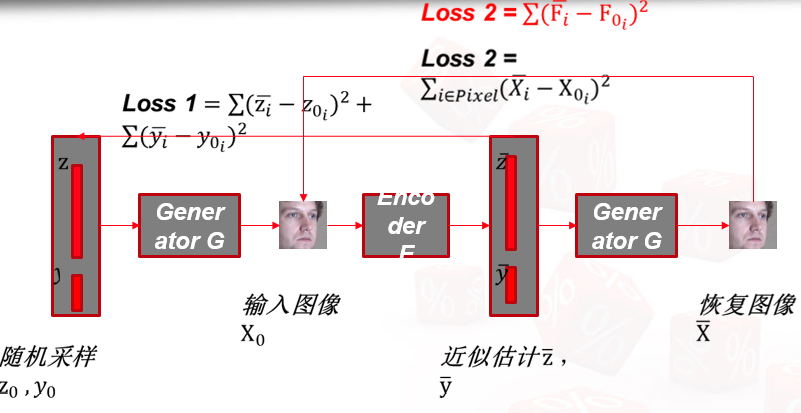 Loss 2 = ∑(F̅ᵢ − F₀ᵢ)²
Loss 2 =
∑ᵢ∈Pixel(X̅ᵢ − X₀ᵢ)²
Loss 1 = ∑(z̅ᵢ − z₀ᵢ)² +
∑(y̅ᵢ − y₀ᵢ)²
z
Gener
ator G
Enco
der
z̅
y̅
Gener
ator G
输入图像
X₀
恢复图像
X̅
随机采样
z₀ ,y₀
近似估计z̅ ,
y̅